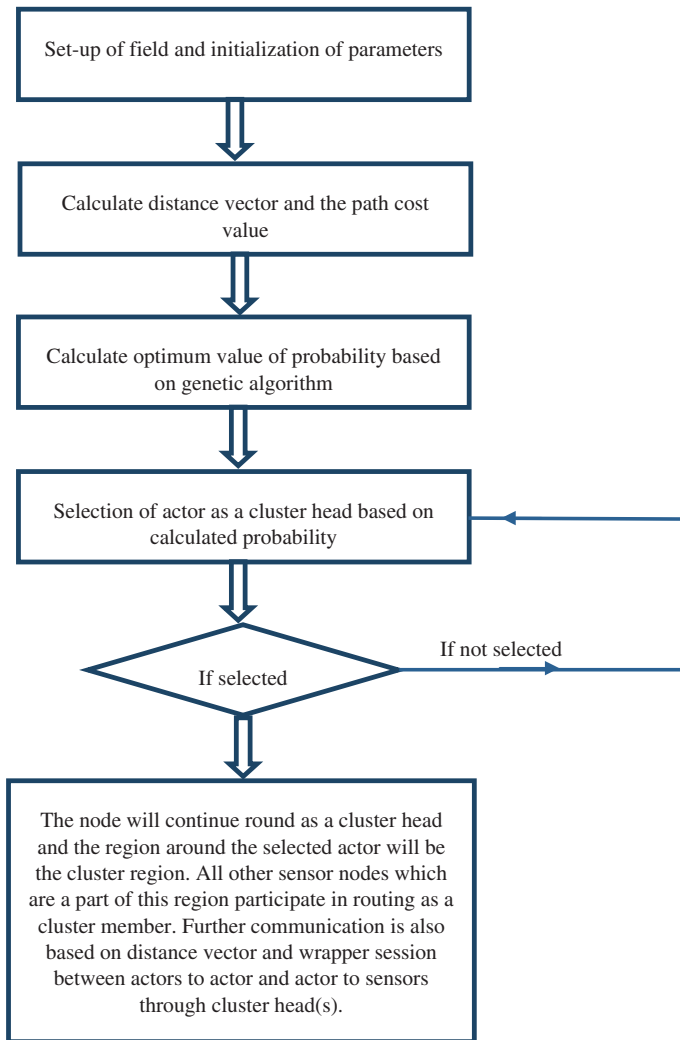 Set-up of field and initialization of parameters
Calculate distance vector and the path cost
value
Calculate optimum value of probability based
on genetic algorithm
Selection of actor as a cluster head based on
calculated probability
If not selected
If selected
The node will continue round as a cluster head
and the region around the selected actor will be
the cluster region. All other sensor nodes which
are a part of this region participate in routing as a
cluster member. Further communication is also
based on distance vector and wrapper session
between actors to actor and actor to sensors
through cluster head(s).